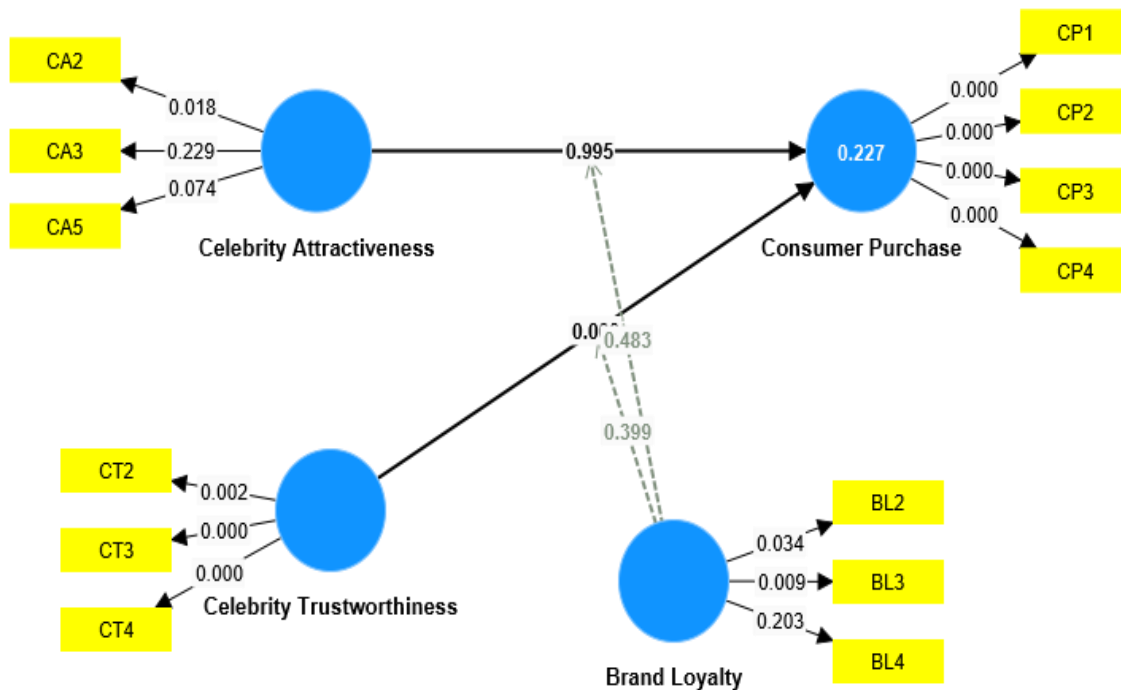 CA2
CA3
CA5
0.018
0.229
0.074
Celebrity Attractiveness
0.995
0.227
Consumer Purchase
0.000
0.000
0.000
0.000
CP1
CP2
CP3
CP4
0.483
0.399
CT2
CT3
CT4
0.002
0.000
0.000
Celebrity Trustworthiness
Brand Loyalty
0.034
0.009
0.203
BL2
BL3
BL4